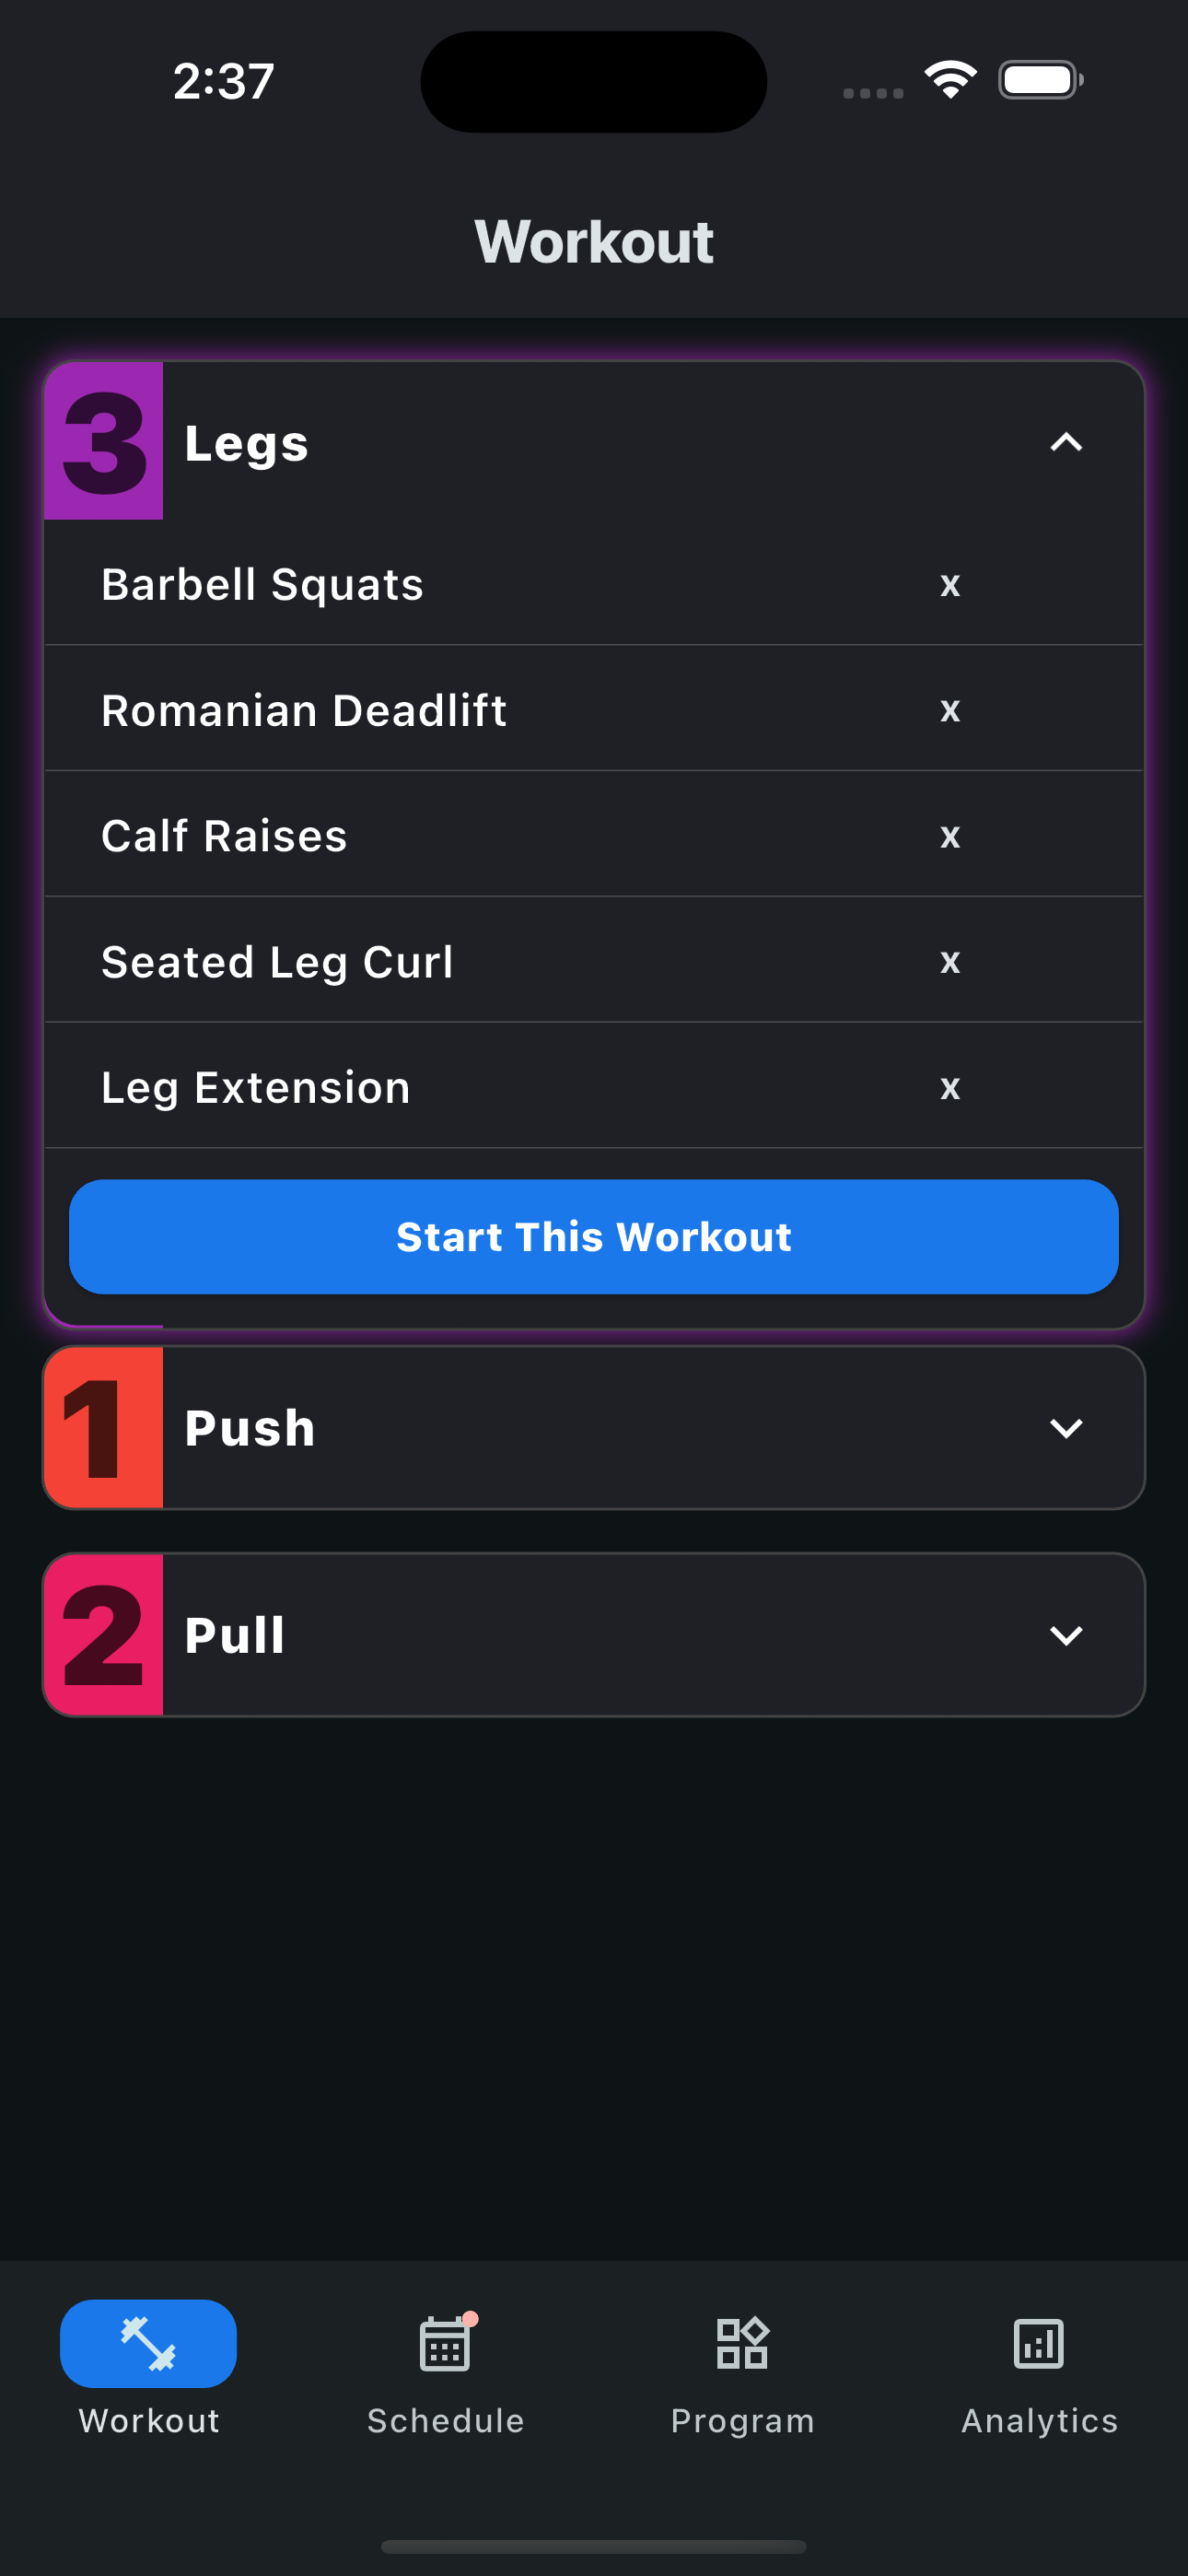 2:37
Workout
3 Legs
Barbell Squats x
Romanian Deadlift x
Calf Raises x
Seated Leg Curl x
Leg Extension x
Start This Workout
1 Push
2 Pull
Workout Schedule Program Analytics